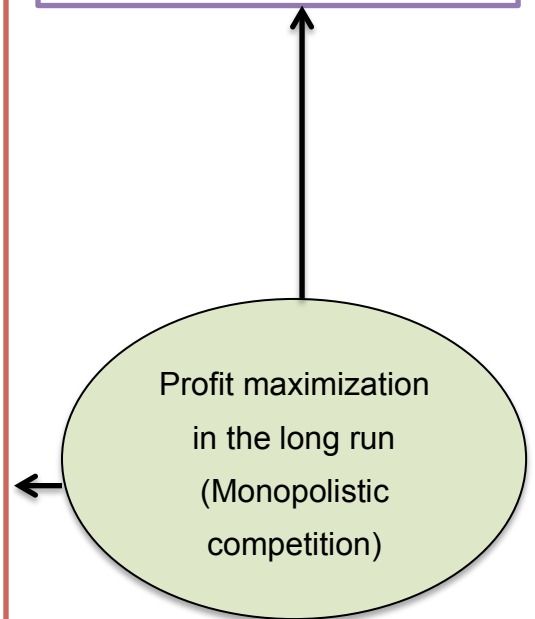 Profit maximization
in the long run
(Monopolistic
competition)